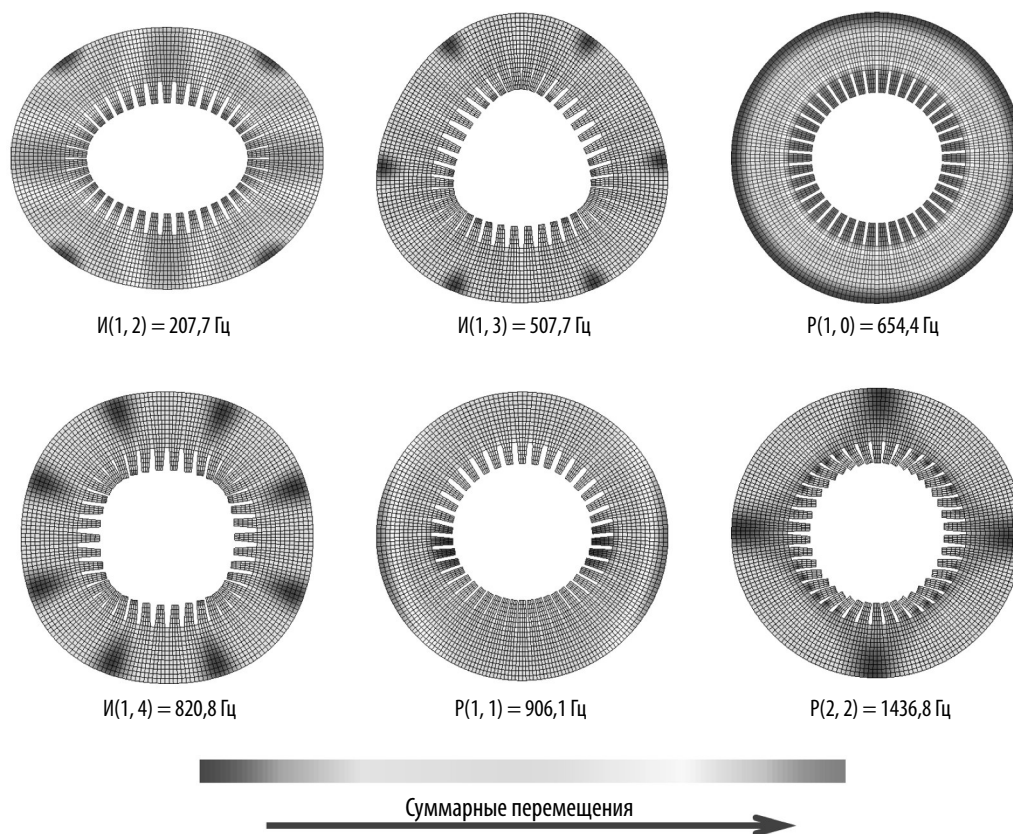 И(1, 2) = 207,7 Гц
И(1, 3) = 507,7 Гц
Р(1, 0) = 654,4 Гц
И(1, 4) = 820,8 Гц
Р(1, 1) = 906,1 Гц
Р(2, 2) = 1436,8 Гц
Суммарные перемещения